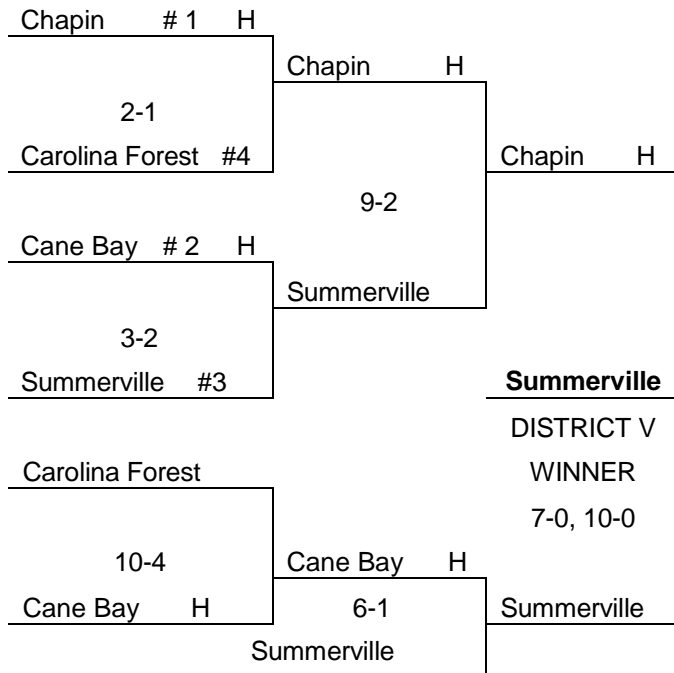 Chapin # 1 H
Chapin H
2-1
Carolina Forest #4
Chapin H
9-2
Cane Bay # 2 H
Summerville
3-2
Summerville #3
Summerville
DISTRICT V
Carolina Forest
WINNER
7-0, 10-0
10-4
Cane Bay H
Cane Bay H
6-1
Summerville
Summerville